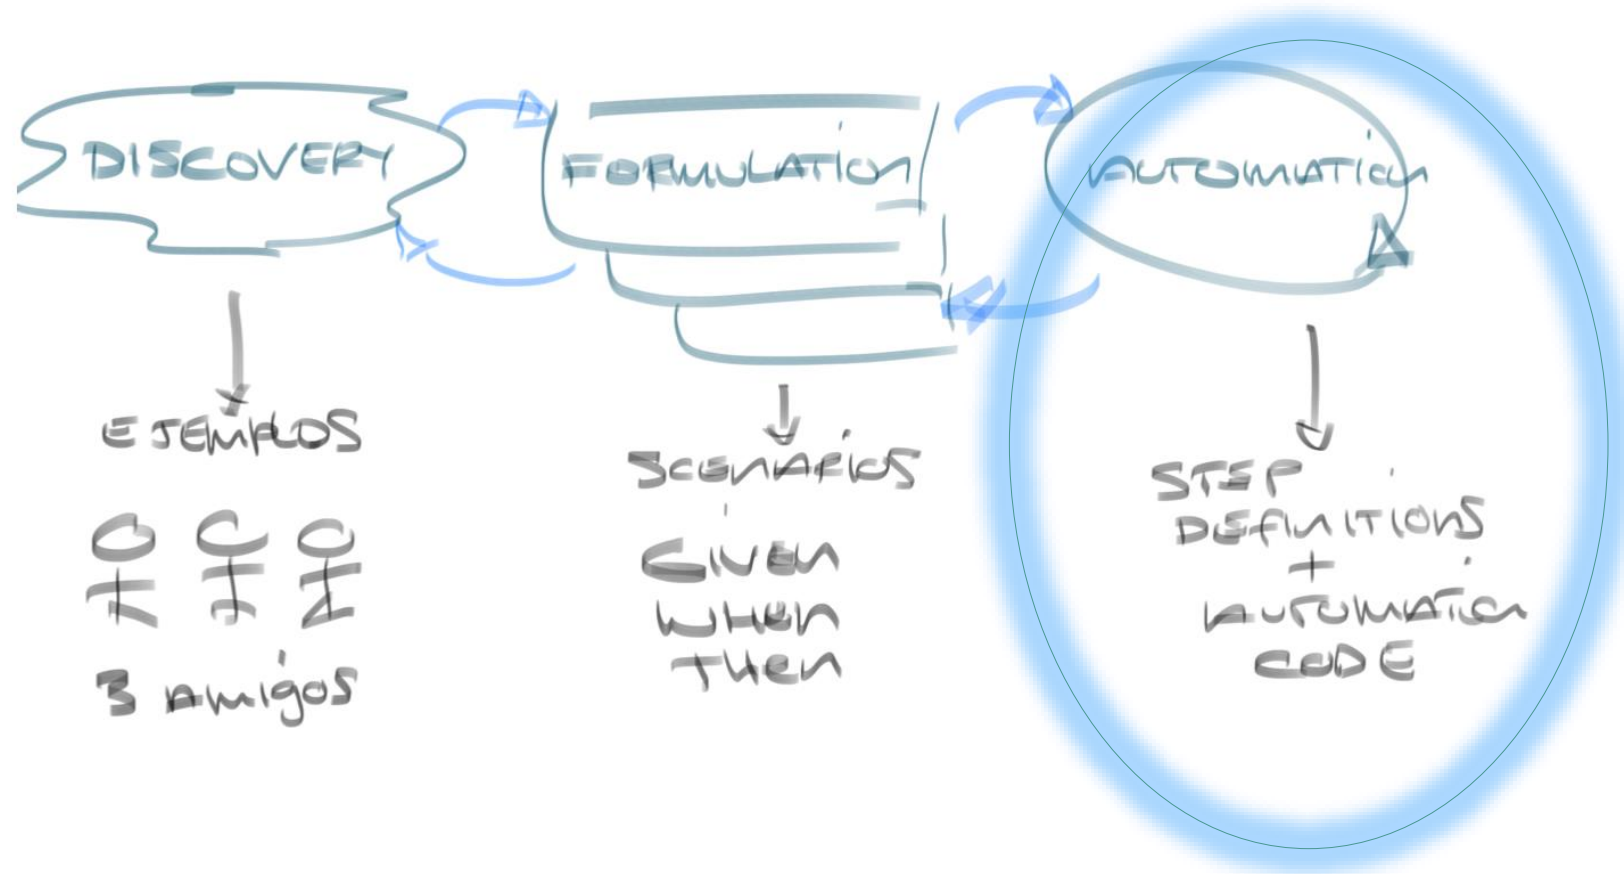 DISCOVERY
FORMULATION
AUTOMATION
EJEMPLOS
3 AMIGOS
SCENARIOS
GIVEN
WHEN
THEN
STEP
DEFINITIONS
+
AUTOMATION
CODE